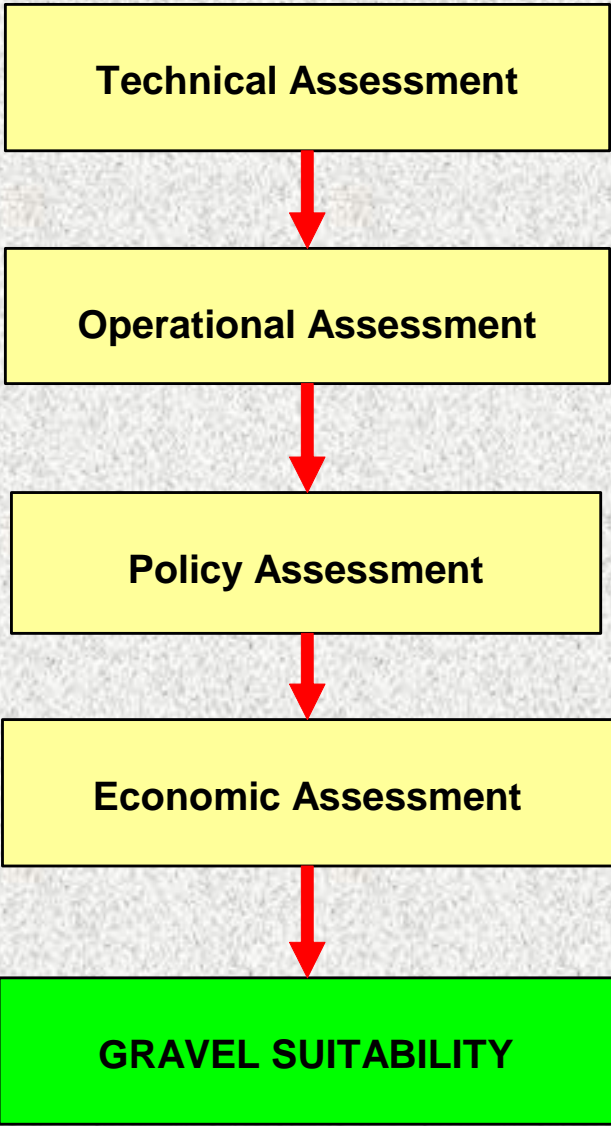 Technical Assessment
Operational Assessment
Policy Assessment
Economic Assessment
GRAVEL SUITABILITY